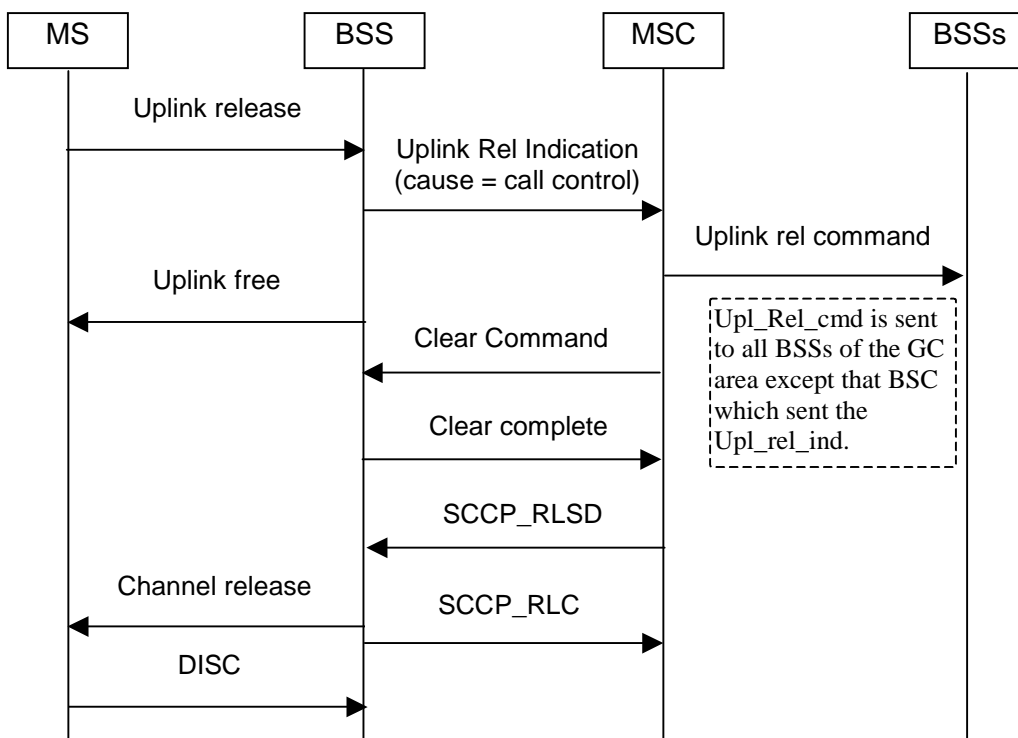 MS
BSS
MSC
BSSs
Uplink release
Uplink Rel Indication
(cause = call control)
Uplink rel command
Uplink free
Upl_Rel_cmd is sent
to all BSSs of the GC
area except that BSC
which sent the
Upl_rel_ind.
Clear Command
Clear complete
SCCP_RLSD
Channel release
SCCP_RLC
DISC